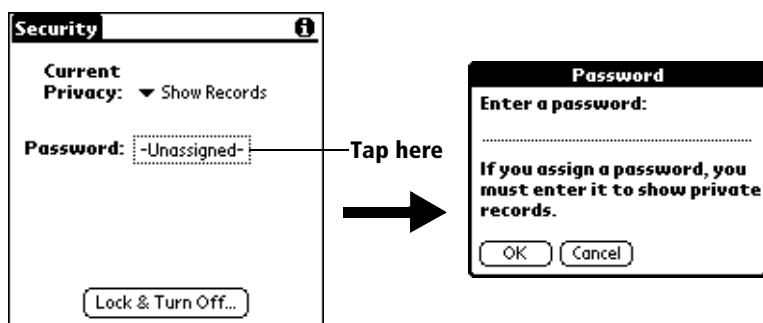 Security
Current
Privacy: Show Records
Password: -Unassigned-
Tap here
Lock & Turn Off...
Password
Enter a password:
If you assign a password, you
must enter it to show private
records.
OK Cancel